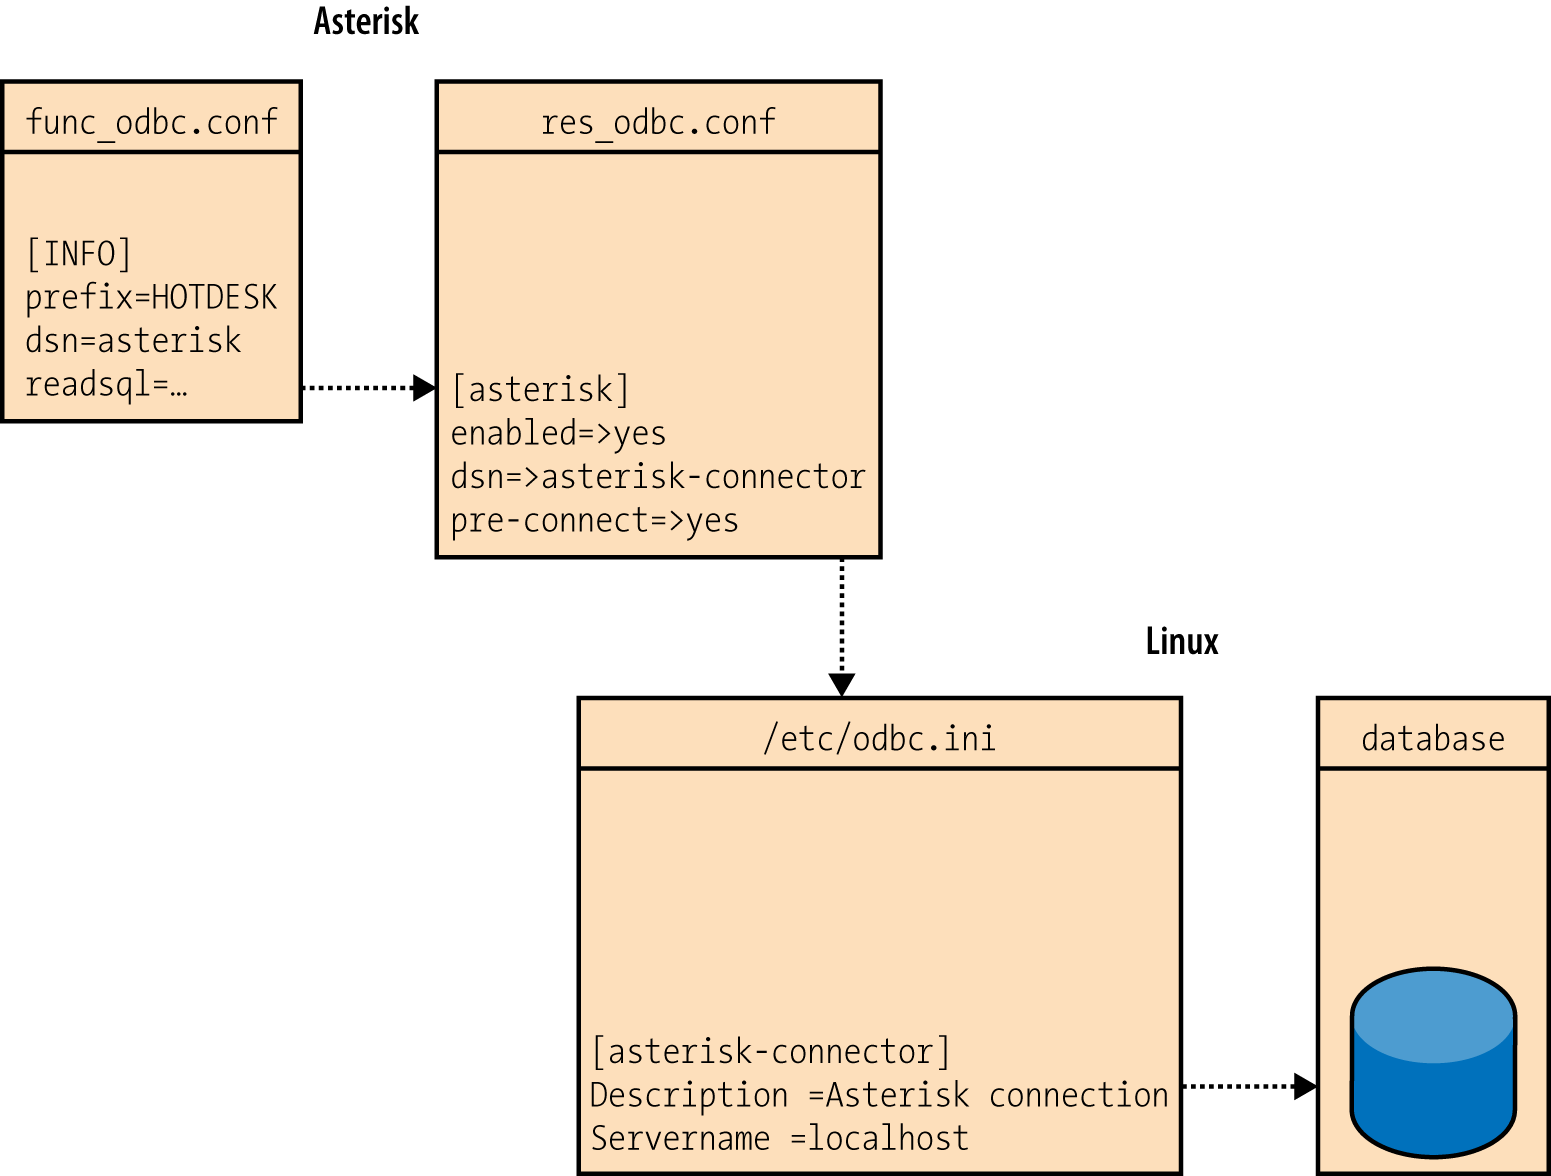 Asterisk
func_odbc.conf
[INFO]
prefix=HOTDESK
dsn=asterisk
readsql=…
res_odbc.conf
[asterisk]
enabled=>yes
dsn=>asterisk-connector
pre-connect=>yes
Linux
/etc/odbc.ini
[asterisk-connector]
Description =Asterisk connection
Servername =localhost
database